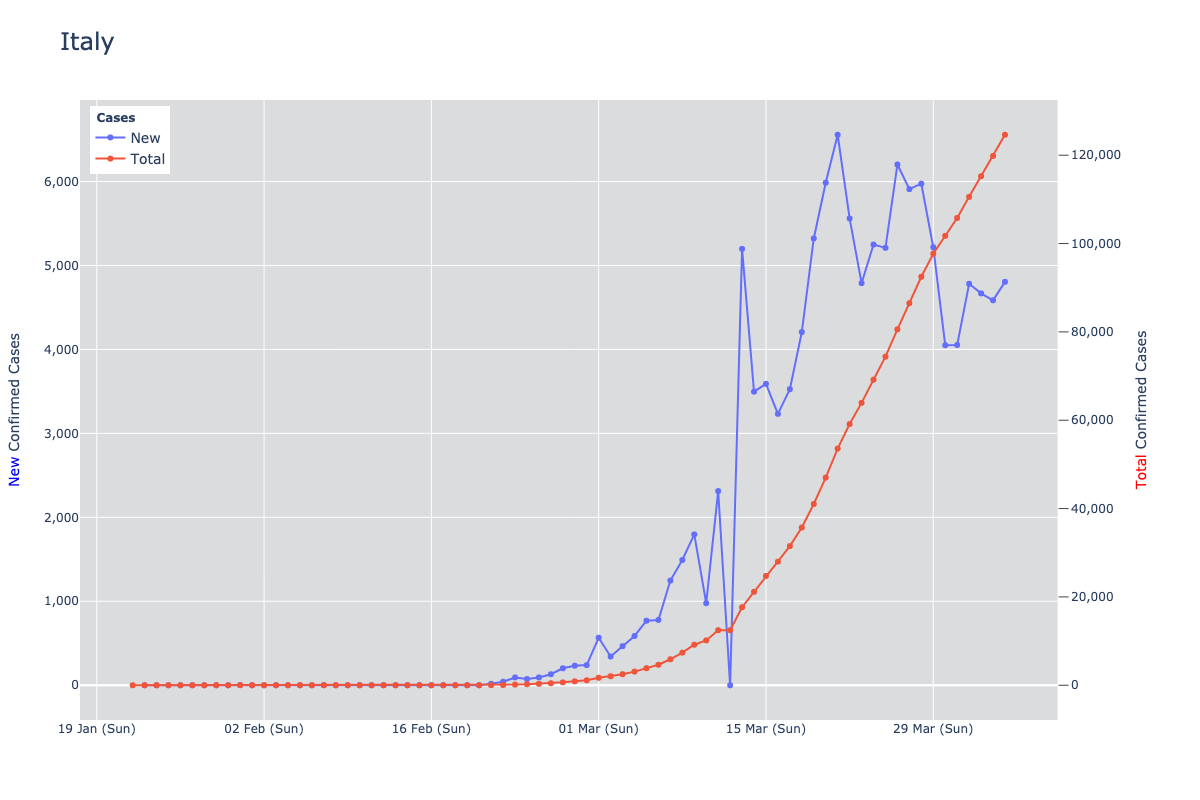 Italy
Cases
New
Total
6,000
5,000
4,000
3,000
2,000
1,000
0
New Confirmed Cases
120,000
100,000
80,000
60,000
40,000
20,000
0
Total Confirmed Cases
19 Jan (Sun)
02 Feb (Sun)
16 Feb (Sun)
01 Mar (Sun)
15 Mar (Sun)
29 Mar (Sun)